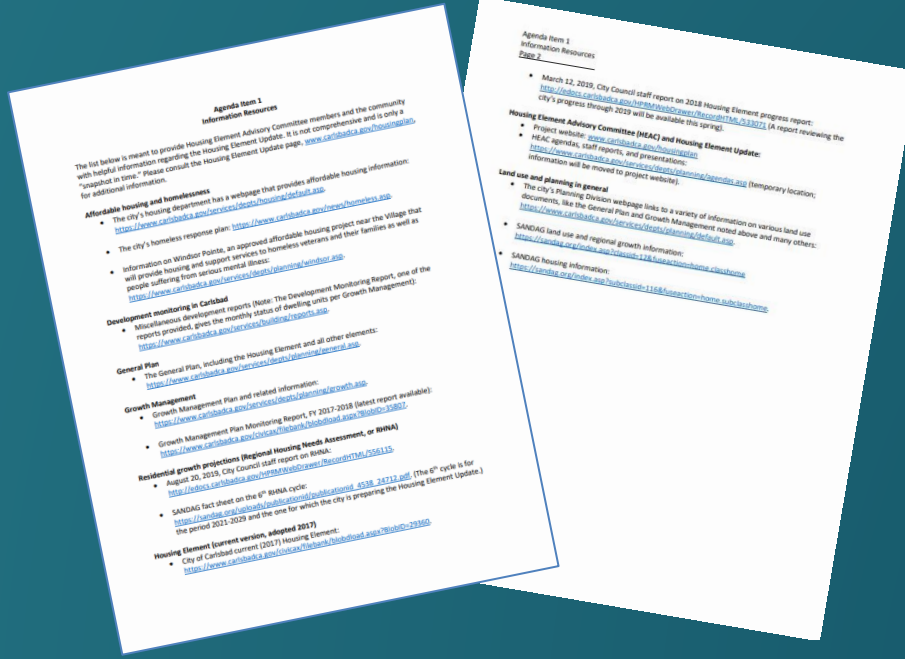 Agenda Item 1
Information Resources
The list below is meant to provide Housing Element Advisory Committee members and the community
with helpful information regarding the Housing Element Update. It is not comprehensive and is only a
"snapshot in time." Please consult the Housing Element Update page, www.carlsbadca.gov/housingplan,
for additional information.
Affordable housing and homelessness
• The city's housing department has a webpage that provides affordable housing information:
https://www.carlsbadca.gov/services/depts/housing/default.asp.
• The city's homeless response plan: https://www.carlsbadca.gov/news/homeless.asp.
• Information on Windsor Pointe, an approved affordable housing project near the Village that
will provide housing and support services to homeless veterans and their families as well as
people suffering from serious mental illness:
https://www.carlsbadca.gov/services/depts/planning/windsor.asp.
Development monitoring in Carlsbad
• Miscellaneous development reports (Note: The Development Monitoring Report, one of the
reports provided, gives the monthly status of dwelling units per Growth Management):
https://www.carlsbadca.gov/services/building/reports.asp.
General Plan
• The General Plan, including the Housing Element and all other elements:
https://www.carlsbadca.gov/services/depts/planning/general.asp.
Growth Management
• Growth Management Plan and related information:
https://www.carlsbadca.gov/services/depts/planning/growth.asp.
• Growth Management Plan Monitoring Report, FY 2017-2018 (latest report available):
https://www.carlsbadca.gov/civicax/filebank/blobdload.aspx?BlobID=35807.
Residential growth projections (Regional Housing Needs Assessment, or RHNA)
• August 20, 2019, City Council staff report on RHNA:
http://edocs.carlsbadca.gov/HPRMWebDrawer/RecordHTML/556115.
• SANDAG fact sheet on the 6th RHNA cycle:
https://sandag.org/uploads/publicationid/publicationid_4538_24712.pdf. (The 6th cycle is for
the period 2021-2029 and the one for which the city is preparing the Housing Element Update.)
Housing Element (current version, adopted 2017)
• City of Carlsbad current (2017) Housing Element:
https://www.carlsbadca.gov/civicax/filebank/blobdload.aspx?BlobID=29360.
Agenda Item 1
Information Resources
Page 2
• March 12, 2019, City Council staff report on 2018 Housing Element progress report:
http://edocs.carlsbadca.gov/HPRMWebDrawer/RecordHTML/533071 (A report reviewing the
city's progress through 2019 will be available this spring).
Housing Element Advisory Committee (HEAC) and Housing Element Update:
• Project website: www.carlsbadca.gov/housingplan
• HEAC agendas, staff reports, and presentations:
https://www.carlsbadca.gov/services/depts/planning/agendas.asp (temporary location;
information will be moved to project website).
Land use and planning in general
• The city's Planning Division webpage links to a variety of information on various land use
documents, like the General Plan and Growth Management noted above and many others:
https://www.carlsbadca.gov/services/depts/planning/default.asp.
• SANDAG land use and regional growth information:
https://sandag.org/index.asp?classid=12&fuseaction=home.classhome
• SANDAG housing information:
https://sandag.org/index.asp?subclassid=116&fuseaction=home.subclasshome.